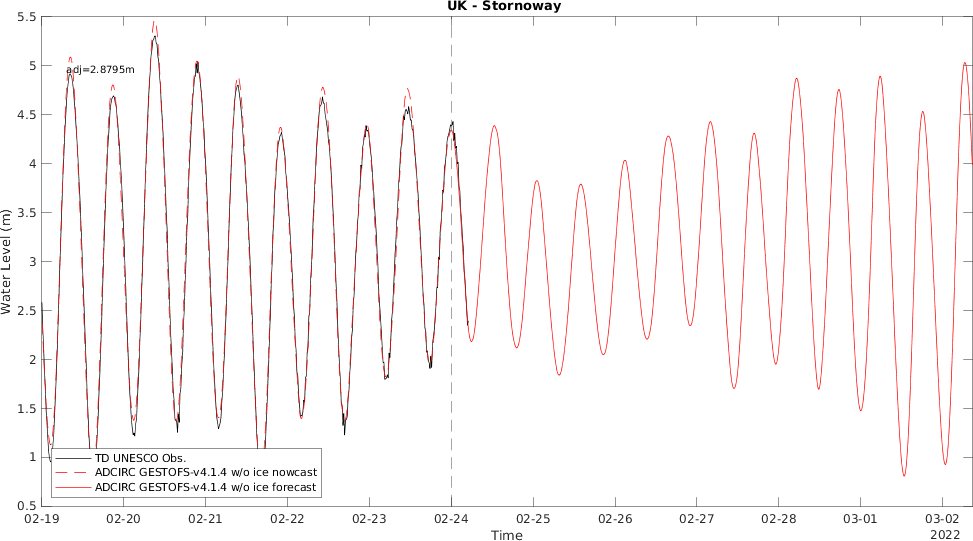 UK - Stornoway
5.5
5
4.5
4
3.5
3
2.5
2
1.5
1
0.5
Water Level (m)
adj=2.8795m
TD UNESCO Obs.
ADCIRC GESTOFS-v4.1.4 w/o ice nowcast
ADCIRC GESTOFS-v4.1.4 w/o ice forecast
02-19 02-20 02-21 02-22 02-23 02-24 02-25 02-26 02-27 02-28 03-01 03-02
Time
2022